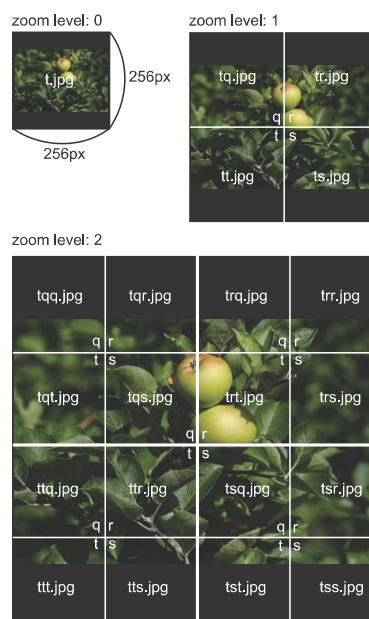 zoom level: 0
t.jpg
256px
256px
zoom level: 1
tq.jpg tr.jpg
q r
t s
tt.jpg ts.jpg
zoom level: 2
tqq.jpg tqr.jpg trq.jpg trr.jpg
q r q r
t s t s
tqt.jpg tqs.jpg trt.jpg trs.jpg
q r
t s
ttq.jpg ttr.jpg tsq.jpg tsr.jpg
q r q r
t s t s
ttt.jpg tts.jpg tst.jpg tss.jpg